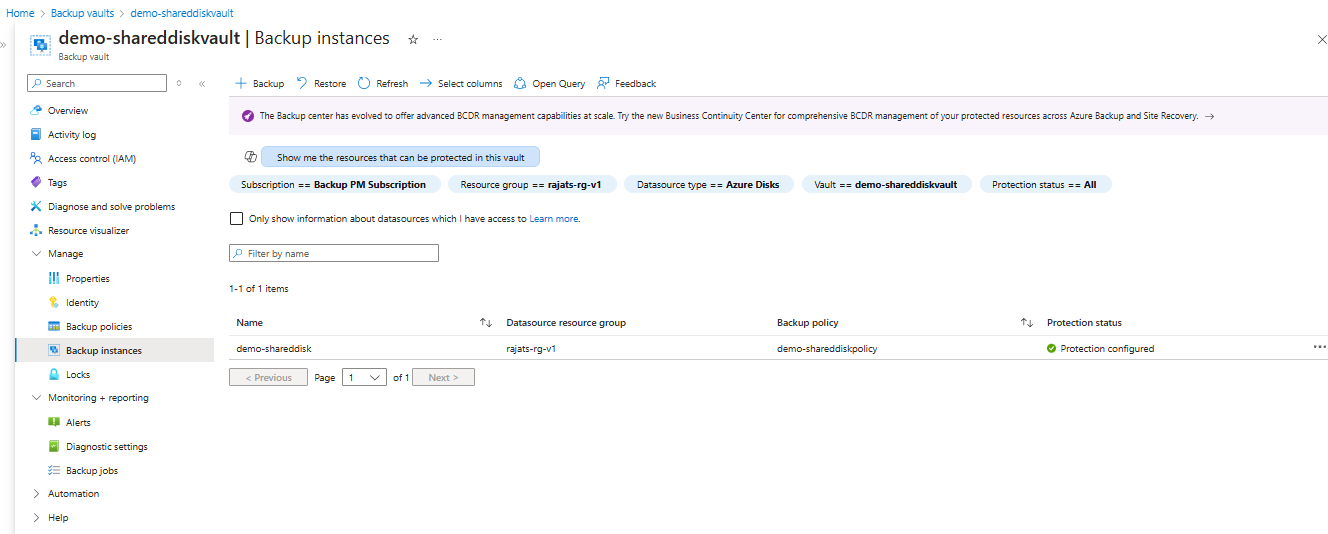 Home > Backup vaults > demo-shareddiskvault
demo-shareddiskvault | Backup instances
Backup vault
Search
Overview
Activity log
Access control (IAM)
Tags
Diagnose and solve problems
Resource visualizer
Manage
Properties
Identity
Backup policies
Backup instances
Locks
Monitoring + reporting
Alerts
Diagnostic settings
Backup jobs
Automation
Help
Backup Restore Refresh Select columns Open Query Feedback
The Backup center has evolved to offer advanced BCDR management capabilities at scale. Try the new Business Continuity Center for comprehensive BCDR management of your protected resources across Azure Backup and Site Recovery. →
Show me the resources that can be protected in this vault
Subscription == Backup PM Subscription Resource group == rajats-rg-v1 Datasource type == Azure Disks Vault == demo-shareddiskvault Protection status == All
Only show information about datasources which I have access to Learn more.
Filter by name
1-1 of 1 items
Name Datasource resource group Backup policy Protection status
demo-shareddisk rajats-rg-v1 demo-shareddiskpolicy Protection configured
< Previous Page 1 of 1 Next >